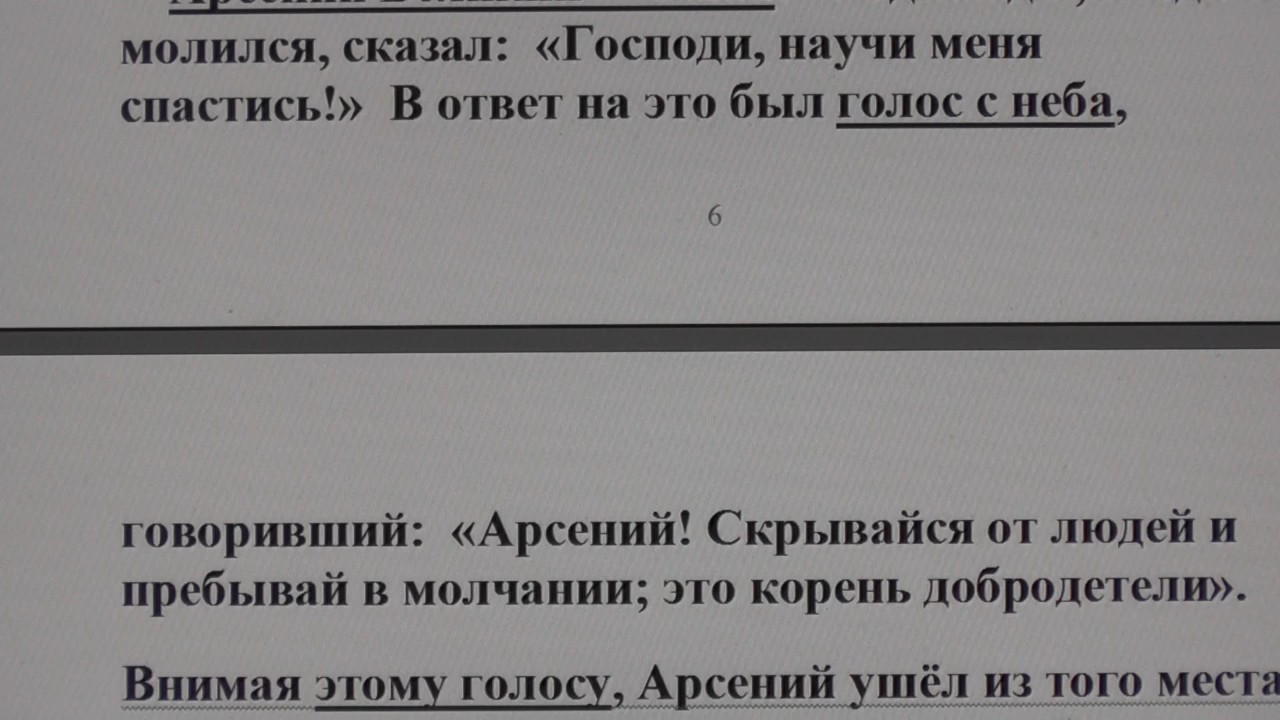 молился, сказал: «Господи, научи меня
спастись!» В ответ на это был голос с неба,
6
говоривший: «Арсений! Скрывайся от людей и
пребывай в молчании; это корень добродетели».
Внимая этому голосу, Арсений ушёл из того места